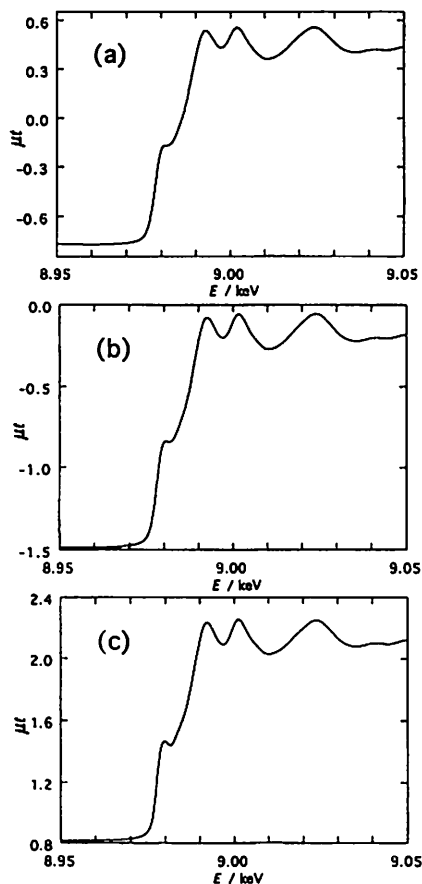 (a)
0.6
0.3
0.0
-0.3
-0.6
μt
8.95 9.00 9.05
E / keV
(b)
0.0
-0.5
-1.0
-1.5
μt
8.95 9.00 9.05
E / keV
(c)
2.4
2.0
1.6
1.2
0.8
μt
8.95 9.00 9.05
E / keV